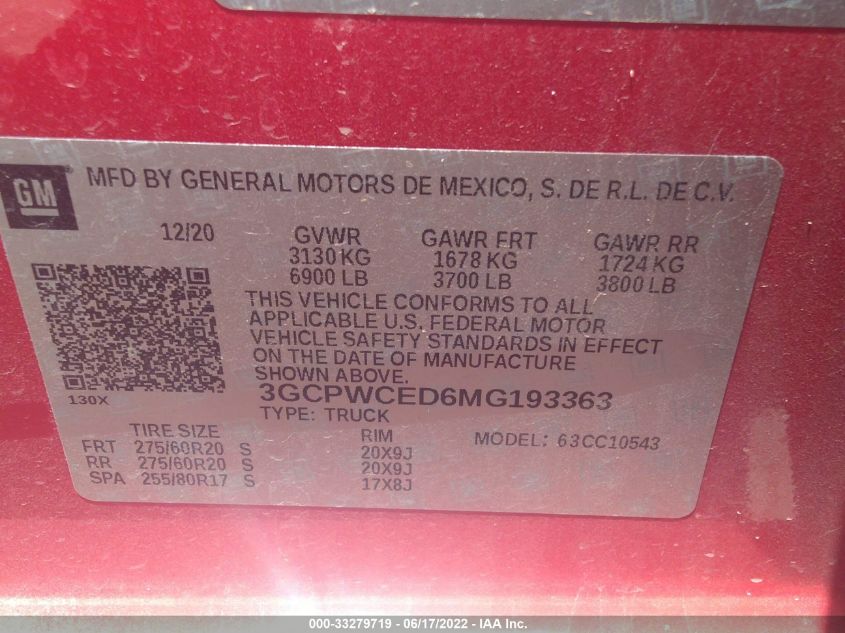 GM
MFD BY GENERAL MOTORS DE MEXICO, S. DE R.L. DE C.V.
12/20 GVWR GAWR FRT GAWR RR
3130 KG 1678 KG 1724 KG
6900 LB 3700 LB 3800 LB
THIS VEHICLE CONFORMS TO ALL
APPLICABLE U.S. FEDERAL MOTOR
VEHICLE SAFETY STANDARDS IN EFFECT
ON THE DATE OF MANUFACTURE
SHOWN ABOVE.
130X
3GCPWCED6MG193363
TYPE: TRUCK
TIRE SIZE RIM MODEL: 63CC10543
FRT 275/60R20 S 20X9J
RR 275/60R20 S 20X9J
SPA 255/80R17 S 17X8J
000-33279719 - 06/17/2022 - IAA Inc.